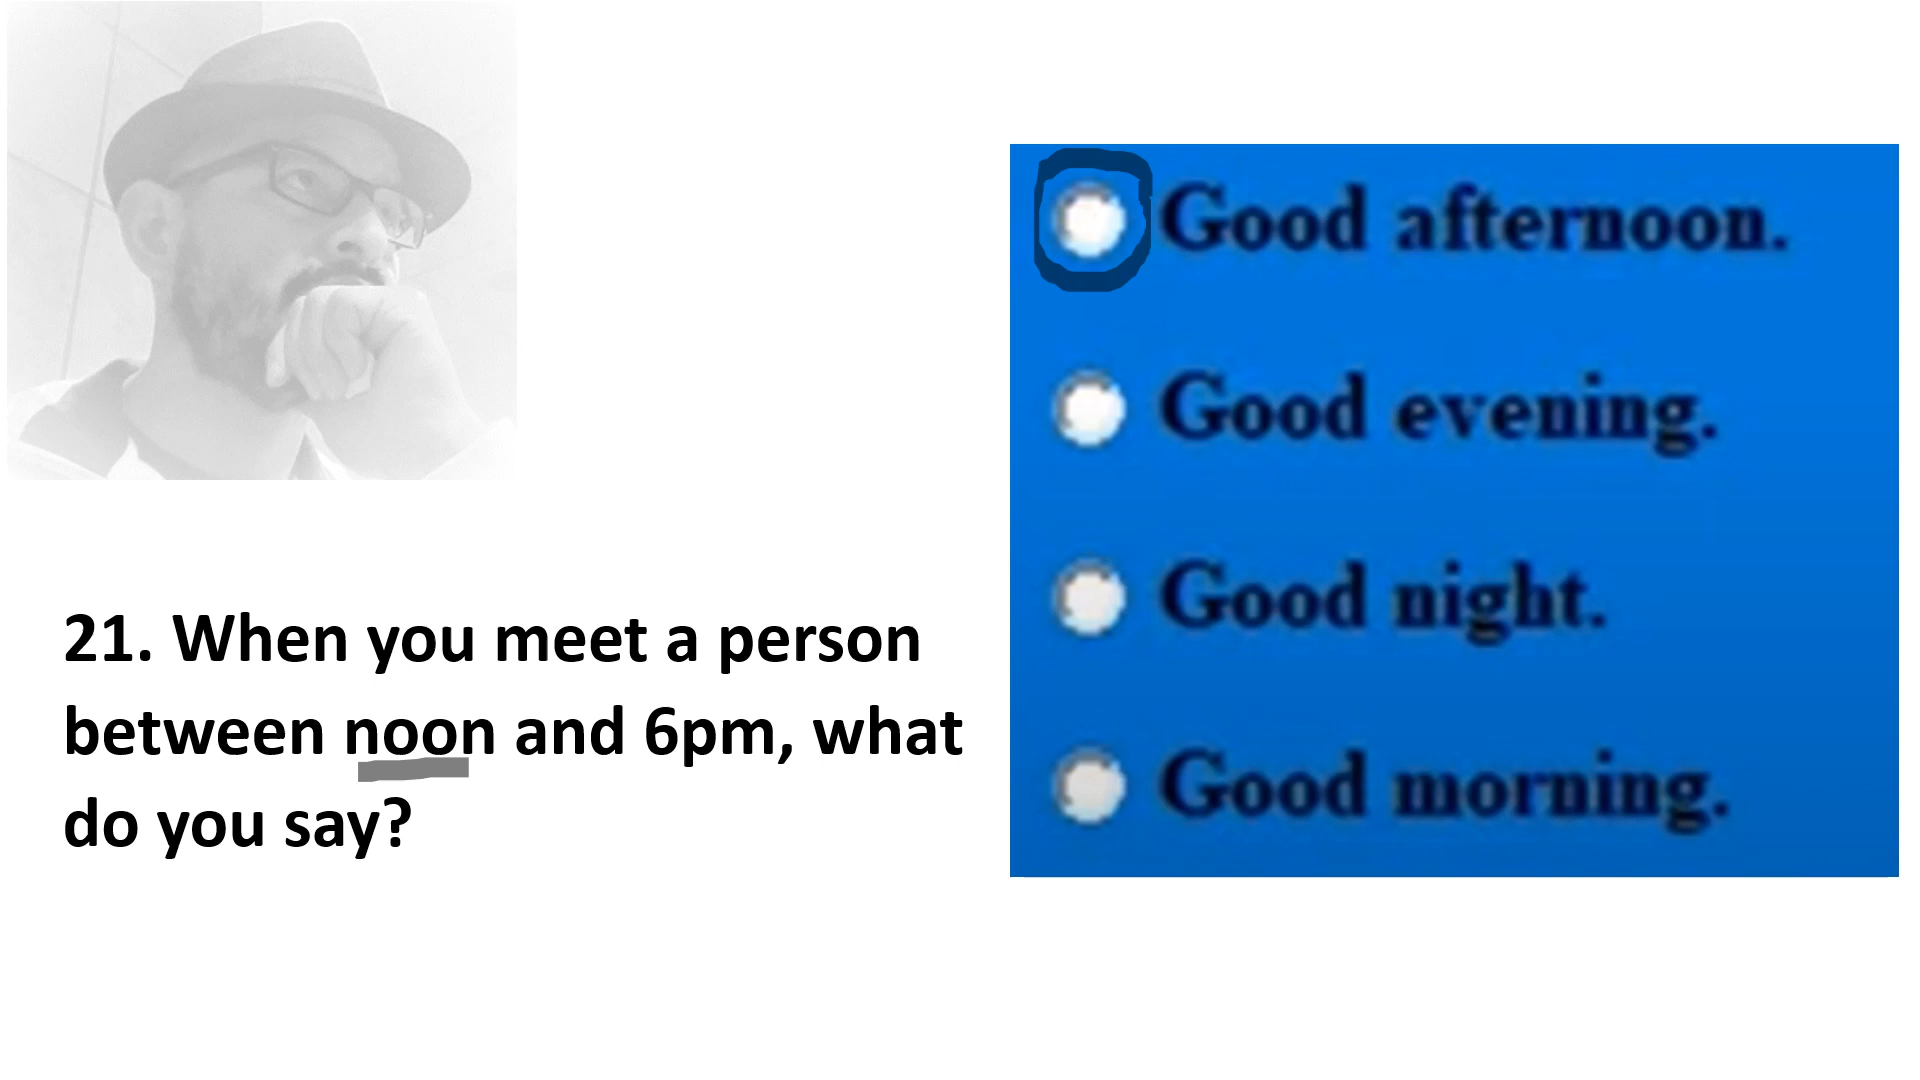 21. When you meet a person
between noon and 6pm, what
do you say?
Good afternoon.
Good evening.
Good night.
Good morning.